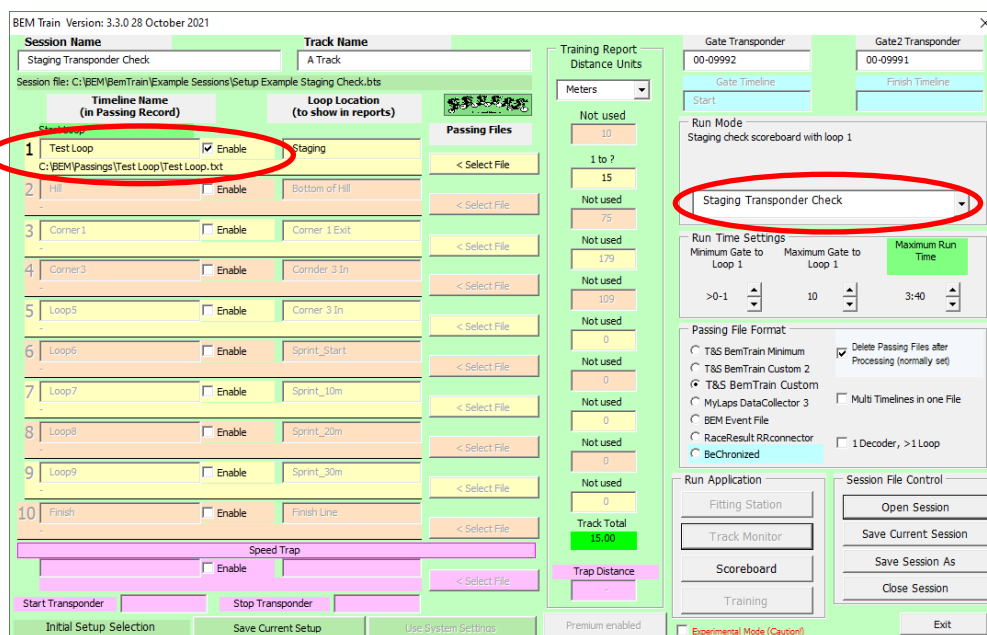 BEM Train Version: 3.3.0 28 October 2021
Session Name
Track Name
Staging Transponder Check
A Track
Session file: C:\BEM\BemTrain\Example Sessions\Setup Example Staging Check.bts
Timeline Name
(in Passing Record)
Loop Location
(to show in reports)
Start Loop
Passing Files
1 Test Loop Enable Staging
C:\BEM\Passings\Test Loop\Test Loop.txt
< Select File
2 Hill Enable Bottom of Hill
-
< Select File
3 Corner1 Enable Corner 1 Exit
-
< Select File
4 Corner3 Enable Cornder 3 In
-
< Select File
5 Loop5 Enable Corner 3 In
-
< Select File
6 Loop6 Enable Sprint_Start
-
< Select File
7 Loop7 Enable Sprint_10m
-
< Select File
8 Loop8 Enable Sprint_20m
-
< Select File
9 Loop9 Enable Sprint_30m
-
< Select File
10 Finish Enable Finish Line
-
< Select File
Speed Trap
Enable
< Select File
Start Transponder
Stop Transponder
Initial Setup Selection
Save Current Setup
Use System Settings
Training Report
Distance Units
Meters
Not used
10
1 to ?
15
Not used
75
Not used
179
Not used
109
Not used
0
Not used
0
Not used
0
Not used
0
Not used
0
Track Total
15.00
Trap Distance
-
Premium enabled
Gate Transponder
Gate2 Transponder
00-09992
00-09991
Gate Timeline
Finish Timeline
Start
Run Mode
Staging check scoreboard with loop 1
Staging Transponder Check
Run Time Settings
Minimum Gate to
Loop 1
Maximum Gate to
Loop 1
Maximum Run
Time
>0-1
10
3:40
Passing File Format
T&S BemTrain Minimum
T&S BemTrain Custom 2
T&S BemTrain Custom
MyLaps DataCollector 3
BEM Event File
RaceResult RRconnector
BeChronized
Delete Passing Files after
Processing (normally set)
Multi Timelines in one File
1 Decoder, >1 Loop
Run Application
Fitting Station
Track Monitor
Scoreboard
Training
Session File Control
Open Session
Save Current Session
Save Session As
Close Session
Experimental Mode (Caution!)
Exit